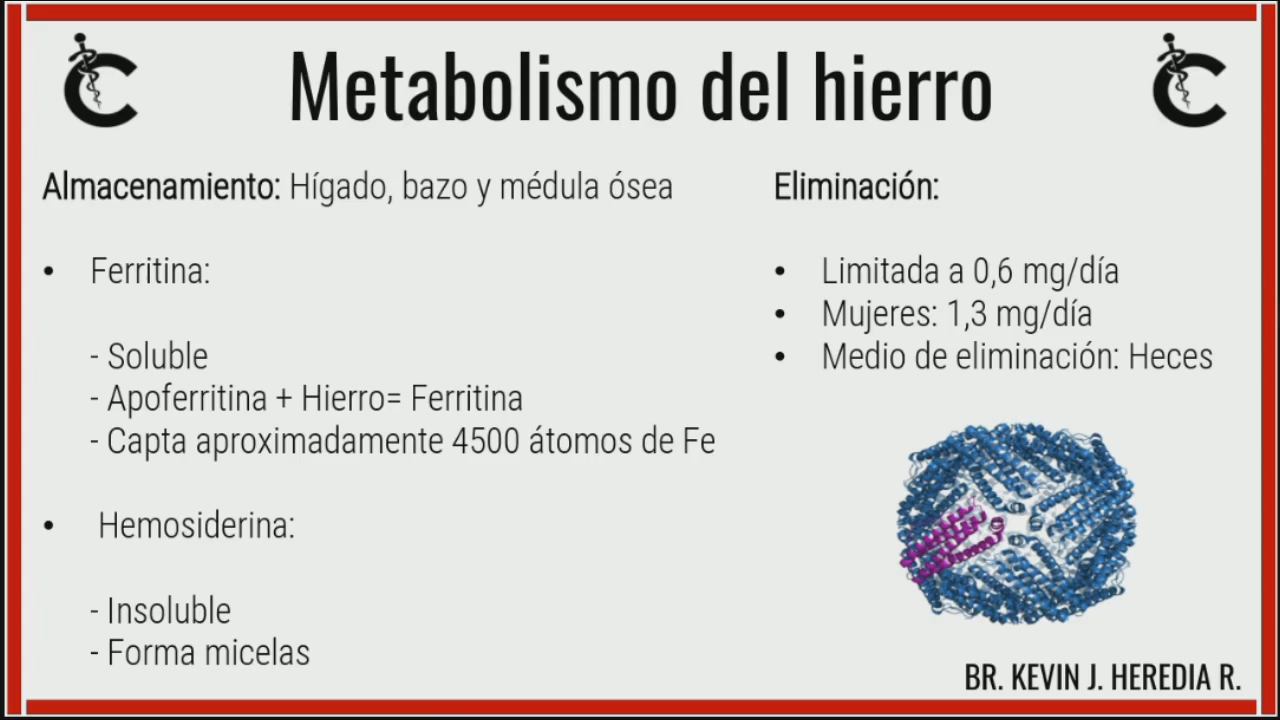 Metabolismo del hierro
Almacenamiento: Hígado, bazo y médula ósea
• Ferritina:
- Soluble
- Apoferritina + Hierro= Ferritina
- Capta aproximadamente 4500 átomos de Fe
• Hemosiderina:
- Insoluble
- Forma micelas
Eliminación:
• Limitada a 0,6 mg/día
• Mujeres: 1,3 mg/día
• Medio de eliminación: Heces
BR. KEVIN J. HEREDIA R.